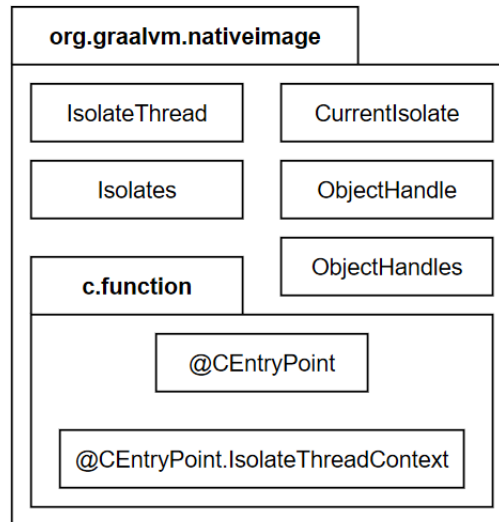 org.graalvm.nativeimage
IsolateThread
CurrentIsolate
Isolates
ObjectHandle
ObjectHandles
c.function
@CEntryPoint
@CEntryPoint.IsolateThreadContext